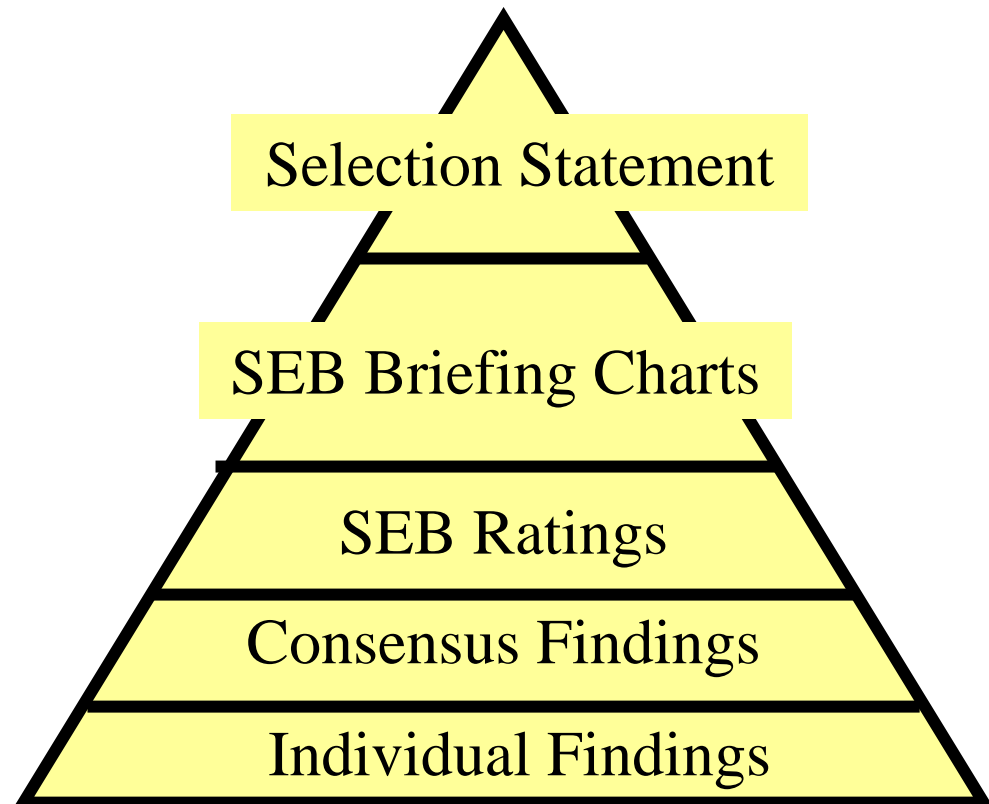 Selection Statement
SEB Briefing Charts
SEB Ratings
Consensus Findings
Individual Findings